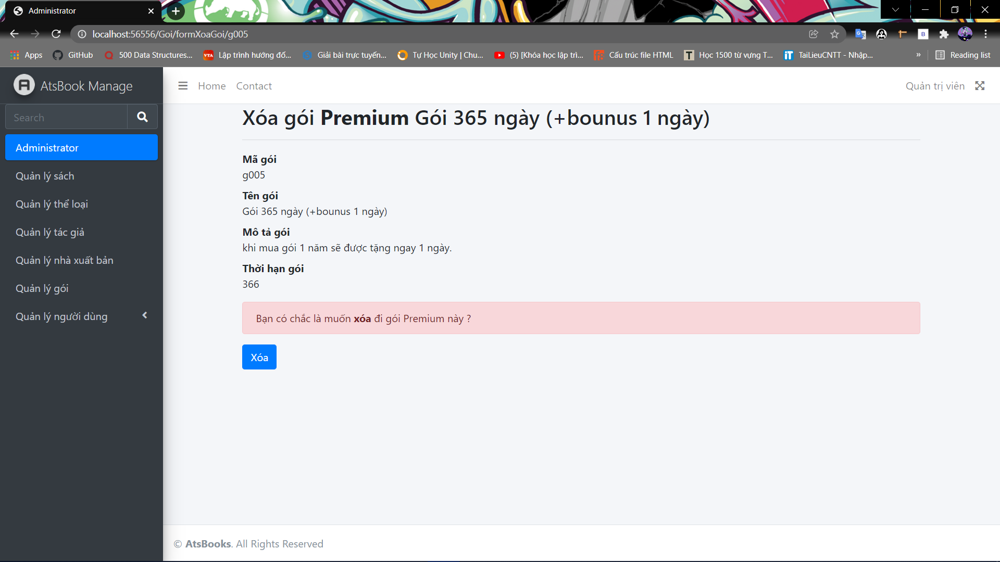 Administrator
localhost:56556/Goi/formXoaGoi/g005
Apps GitHub 500 Data Structures... Lập trình hướng đố... Giải bài trực tuyến... Tự Học Unity | Chu... (5) [Khóa học lập trì... Cấu trúc file HTML Học 1500 từ vựng T... TaiLieuCNTT - Nhập... » Reading list
AtsBook Manage
Home Contact Quản trị viên
Search
Administrator
Quản lý sách
Quản lý thể loại
Quản lý tác giả
Quản lý nhà xuất bản
Quản lý gói
Quản lý người dùng
Xóa gói Premium Gói 365 ngày (+bounus 1 ngày)
Mã gói
g005
Tên gói
Gói 365 ngày (+bounus 1 ngày)
Mô tả gói
khi mua gói 1 năm sẽ được tặng ngay 1 ngày.
Thời hạn gói
366
Bạn có chắc là muốn xóa đi gói Premium này ?
Xóa
© AtsBooks. All Rights Reserved